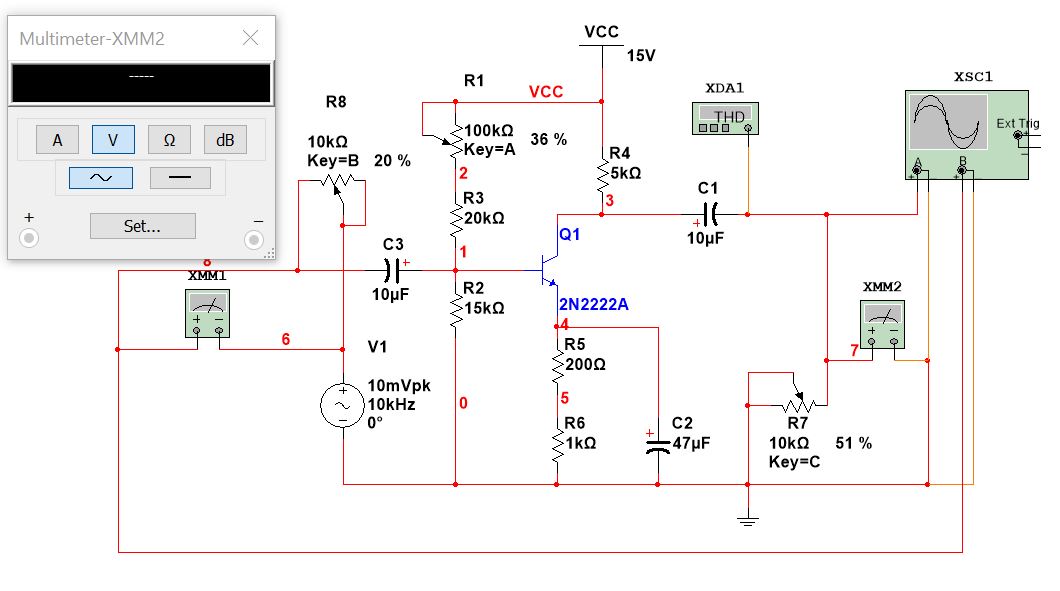 Multimeter-XMM2
-----
A
V
Ω
dB
Set...
+
−
VCC
15V
R1
VCC
100kΩ
Key=A
36 %
2
R8
10kΩ
Key=B
20 %
R3
20kΩ
1
R4
5kΩ
3
XDA1
THD
XSC1
Ext Trig
+
−
A
B
+
−
+
−
C1
+
10µF
Q1
2N2222A
4
C3
+
10µF
8
XMM1
+
−
6
R2
15kΩ
0
V1
+
−
10mVpk
10kHz
0°
R5
200Ω
5
R6
1kΩ
C2
+
47µF
XMM2
+
−
7
R7
10kΩ
Key=C
51 %